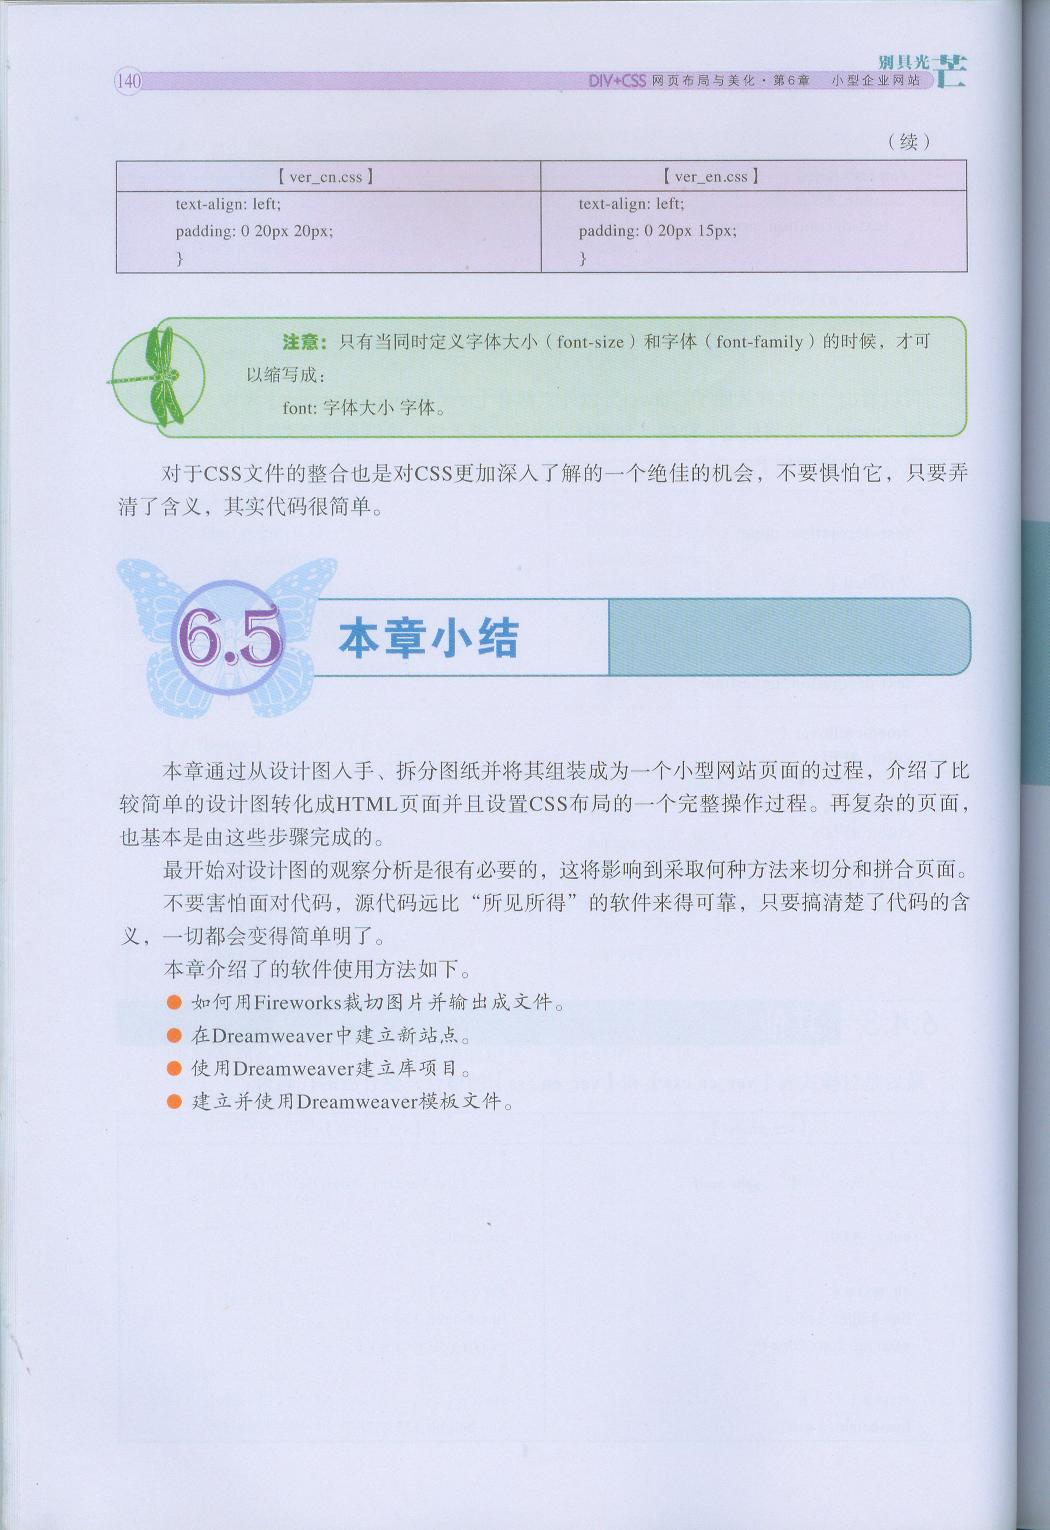 别具光芒
140
DIV+CSS 网页布局与美化·第6章 小型企业网站
（续）
【ver_cn.css】 【ver_en.css】
text-align: left; text-align: left;
padding: 0 20px 20px; padding: 0 20px 15px;
} }
注意：只有当同时定义字体大小（font-size）和字体（font-family）的时候，才可
以缩写成：
font: 字体大小 字体。
对于CSS文件的整合也是对CSS更加深入了解的一个绝佳的机会，不要惧怕它，只要弄
清了含义，其实代码很简单。
6.5 本章小结
本章通过从设计图入手、拆分图纸并将其组装成为一个小型网站页面的过程，介绍了比
较简单的设计图转化成HTML页面并且设置CSS布局的一个完整操作过程。再复杂的页面，
也基本是由这些步骤完成的。
最开始对设计图的观察分析是很有必要的，这将影响到采取何种方法来切分和拼合页面。
不要害怕面对代码，源代码远比“所见所得”的软件来得可靠，只要搞清楚了代码的含
义，一切都会变得简单明了。
本章介绍了的软件使用方法如下。
● 如何用Fireworks裁切图片并输出成文件。
● 在Dreamweaver中建立新站点。
● 使用Dreamweaver建立库项目。
● 建立并使用Dreamweaver模板文件。